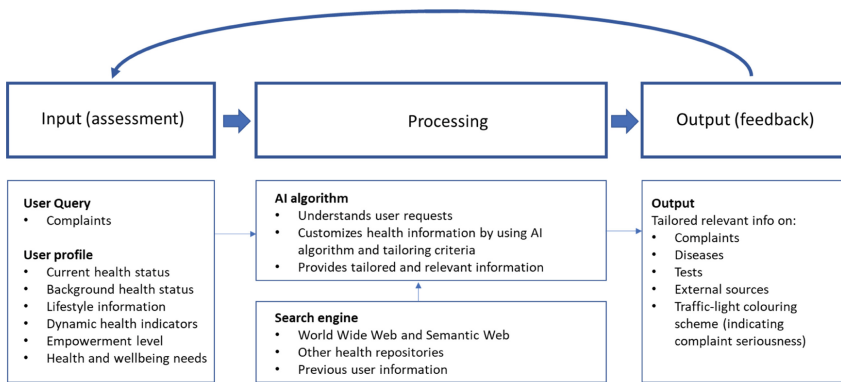 Input (assessment)
Processing
Output (feedback)
User Query
• Complaints
User profile
• Current health status
• Background health status
• Lifestyle information
• Dynamic health indicators
• Empowerment level
• Health and wellbeing needs
AI algorithm
• Understands user requests
• Customizes health information by using AI
algorithm and tailoring criteria
• Provides tailored and relevant information
Search engine
• World Wide Web and Semantic Web
• Other health repositories
• Previous user information
Output
Tailored relevant info on:
• Complaints
• Diseases
• Tests
• External sources
• Traffic-light colouring
scheme (indicating
complaint seriousness)